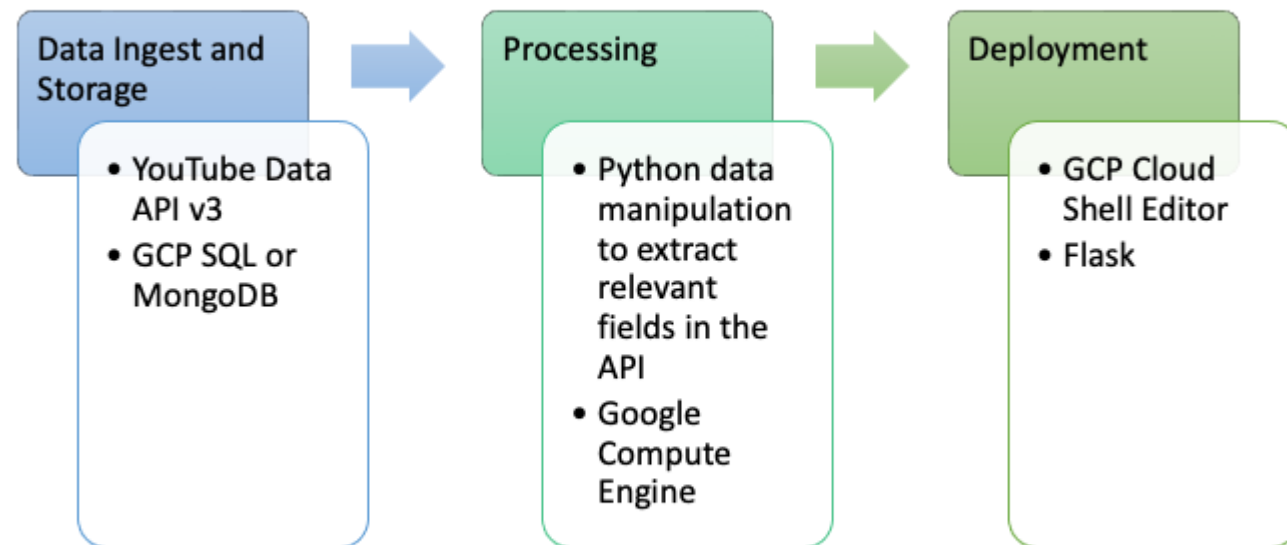 Data Ingest and
Storage
• YouTube Data
API v3
• GCP SQL or
MongoDB
Processing
• Python data
manipulation
to extract
relevant
fields in the
API
• Google
Compute
Engine
Deployment
• GCP Cloud
Shell Editor
• Flask